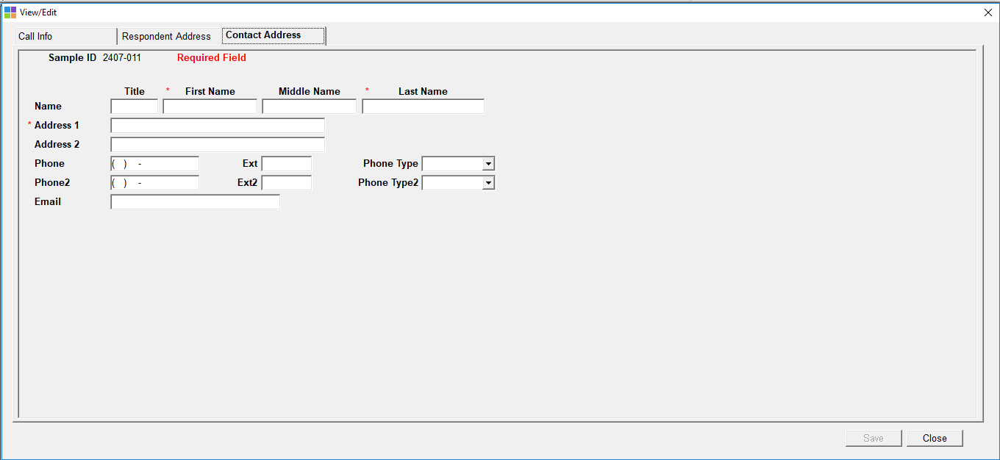 View/Edit
Call Info Respondent Address Contact Address
Sample ID 2407-011 Required Field
Title * First Name Middle Name * Last Name
Name
* Address 1
Address 2
Phone ( ) - Ext Phone Type
Phone2 ( ) - Ext2 Phone Type2
Email
Save Close